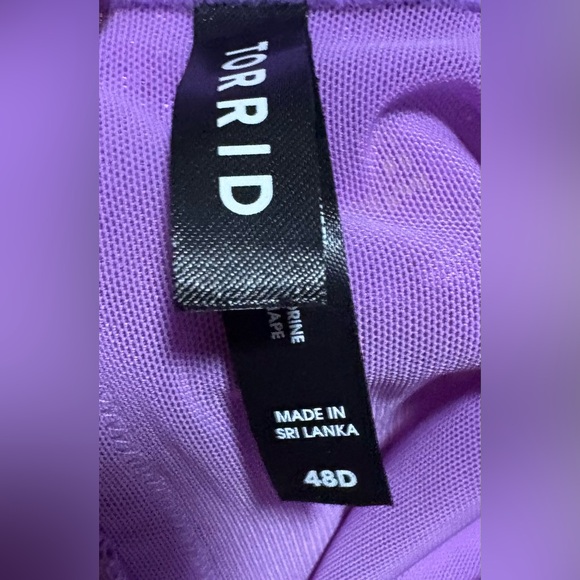 TORRID
MADE IN
SRI LANKA
48D